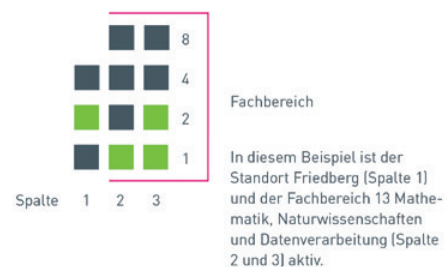 8
4
2
1
Spalte 1 2 3
Fachbereich
In diesem Beispiel ist der
Standort Friedberg (Spalte 1)
und der Fachbereich 13 Mathe-
matik, Naturwissenschaften
und Datenverarbeitung (Spalte
2 und 3) aktiv.